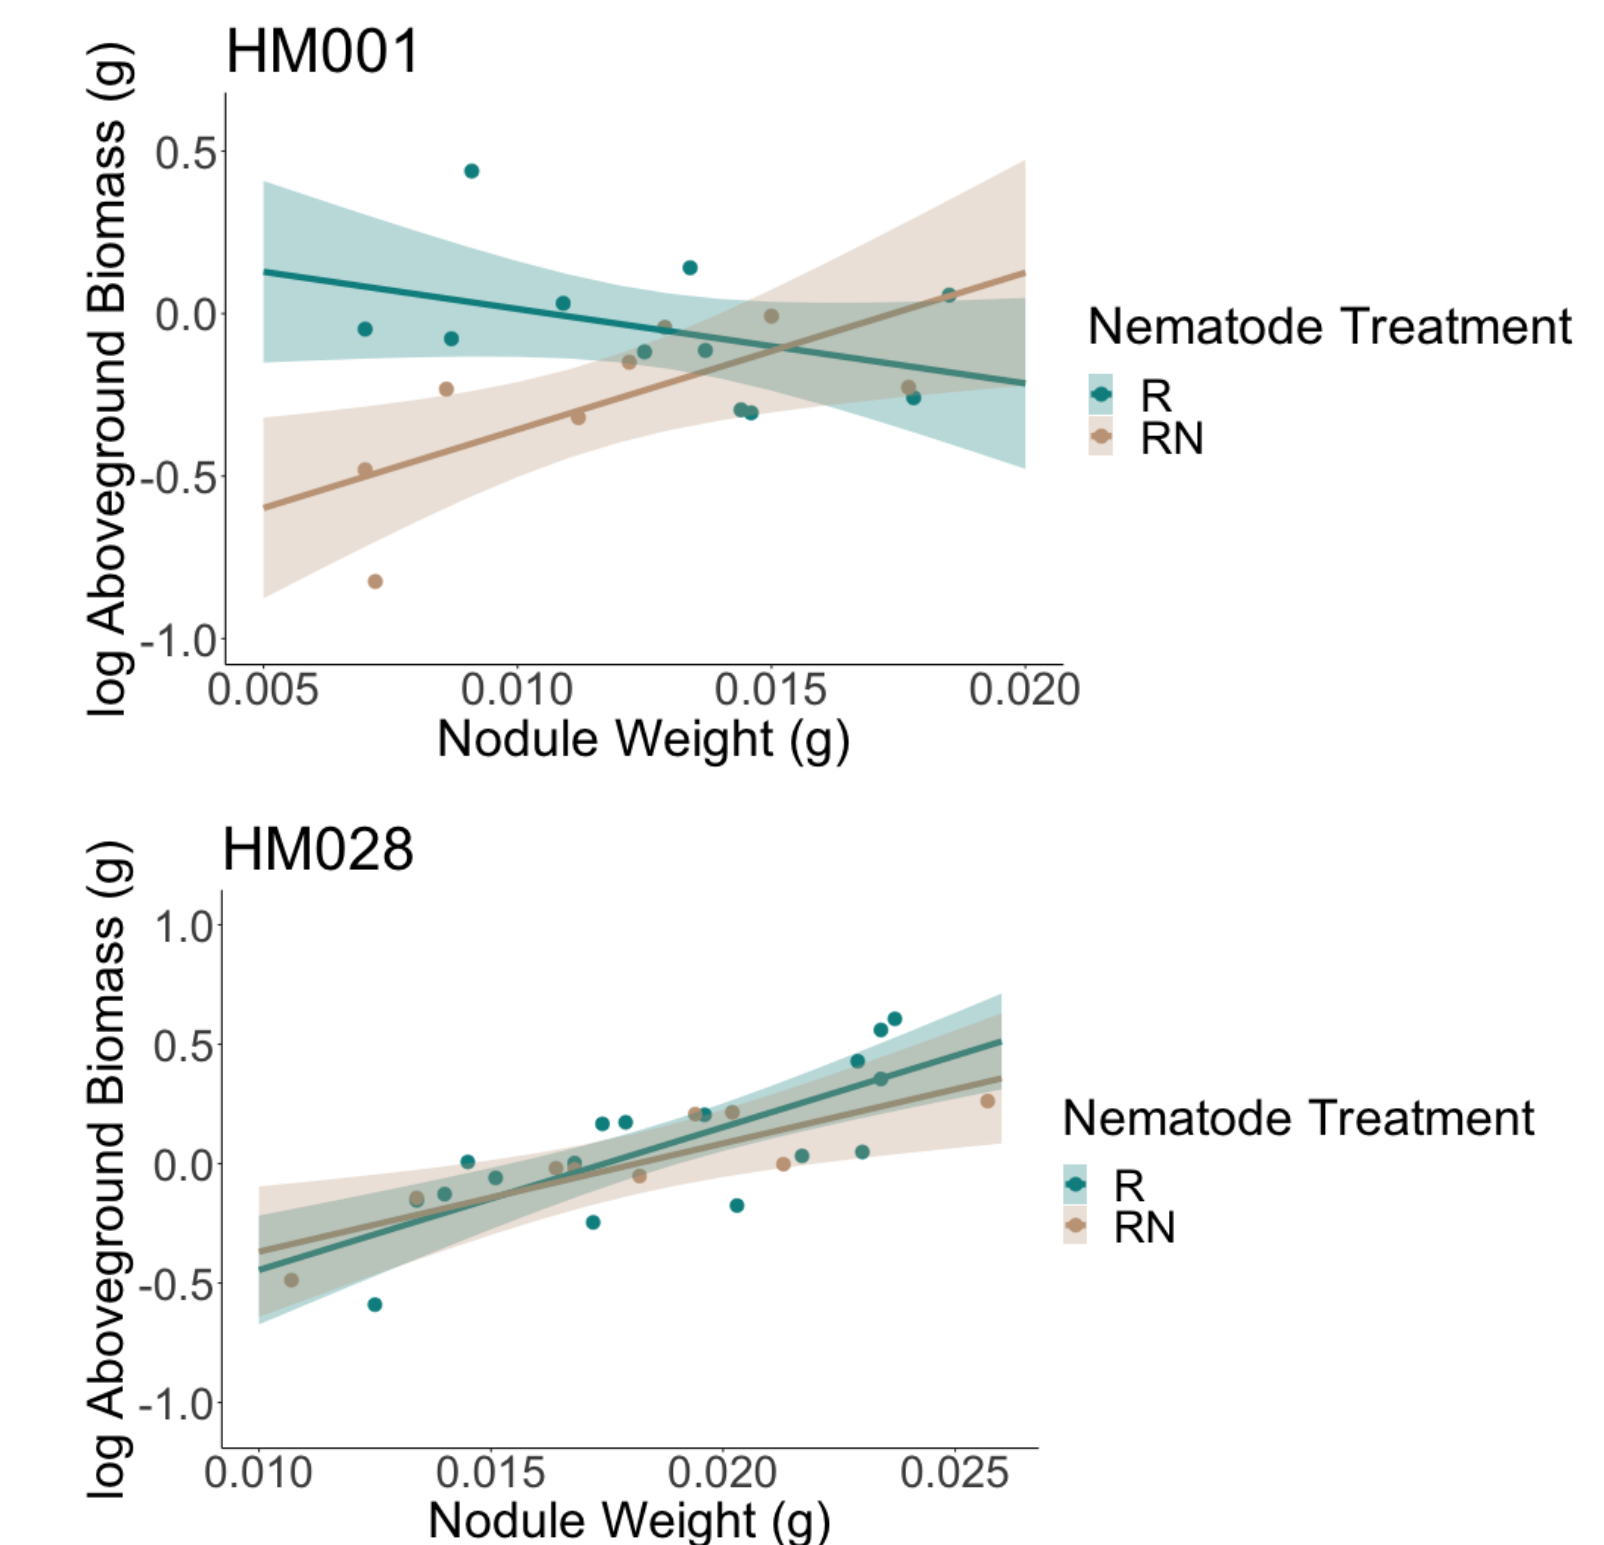 HM001
log Aboveground Biomass (g)
0.5
0.0
-0.5
-1.0
0.005 0.010 0.015 0.020
Nodule Weight (g)
Nematode Treatment
R
RN
HM028
log Aboveground Biomass (g)
1.0
0.5
0.0
-0.5
-1.0
0.010 0.015 0.020 0.025
Nodule Weight (g)
Nematode Treatment
R
RN